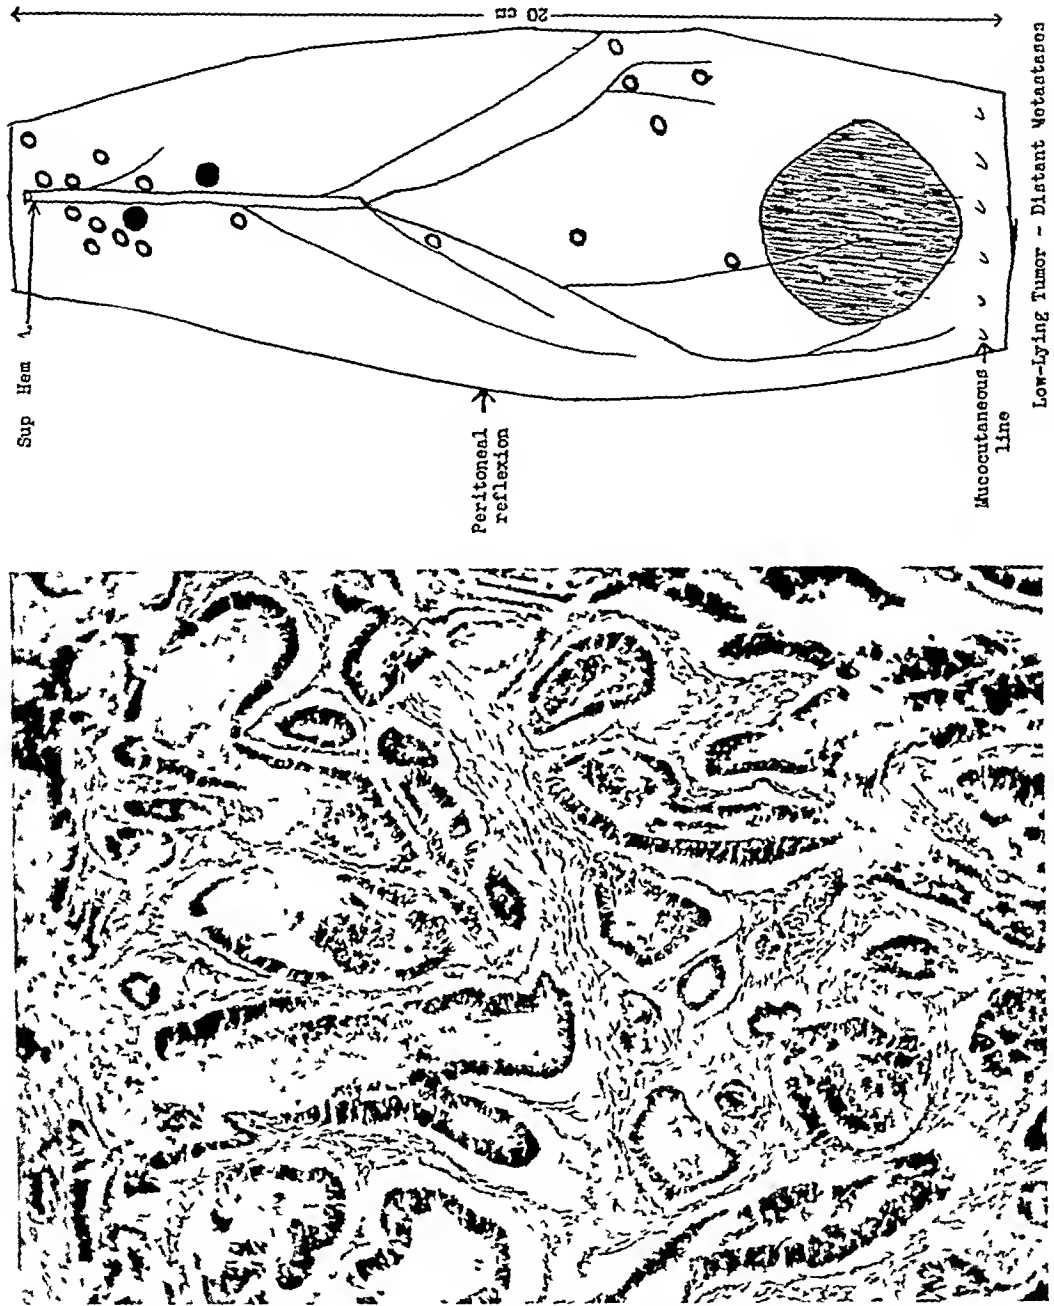 20 cm
Sup Hem
Peritoneal
reflexion
Mucocutaneous
line
Low-Lying Tumor - Distant Metastases